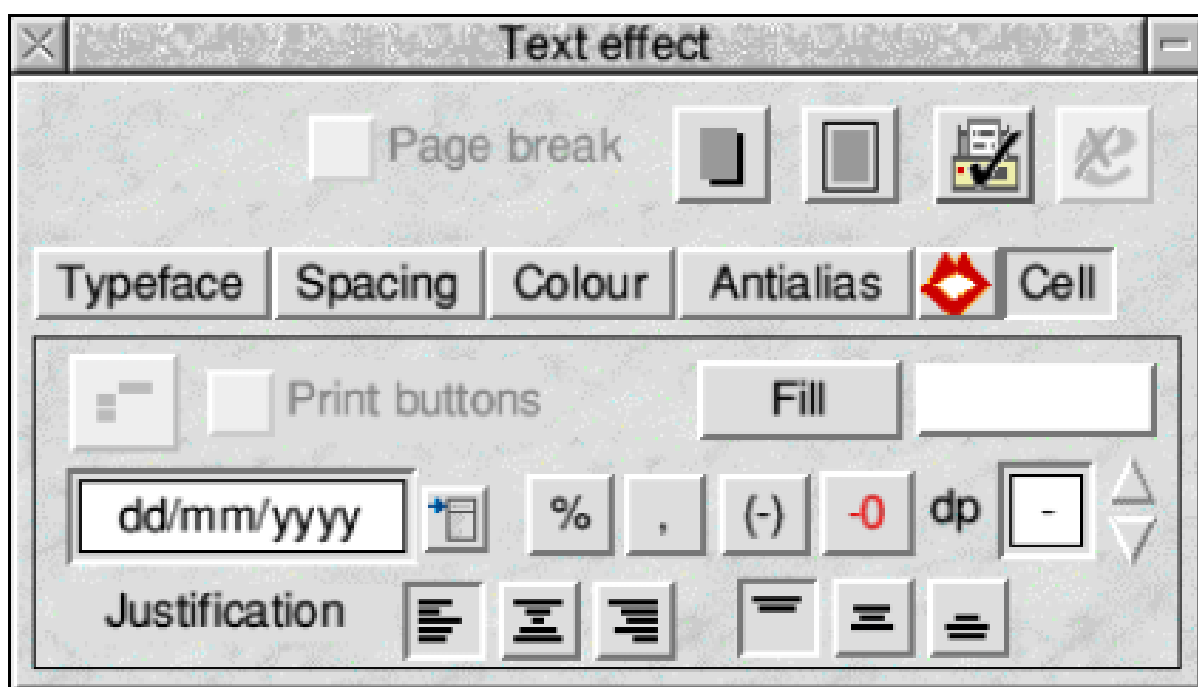 Text effect
Page break
Typeface Spacing Colour Antialias Cell
Print buttons Fill
dd/mm/yyyy % , (-) -0 dp -
Justification